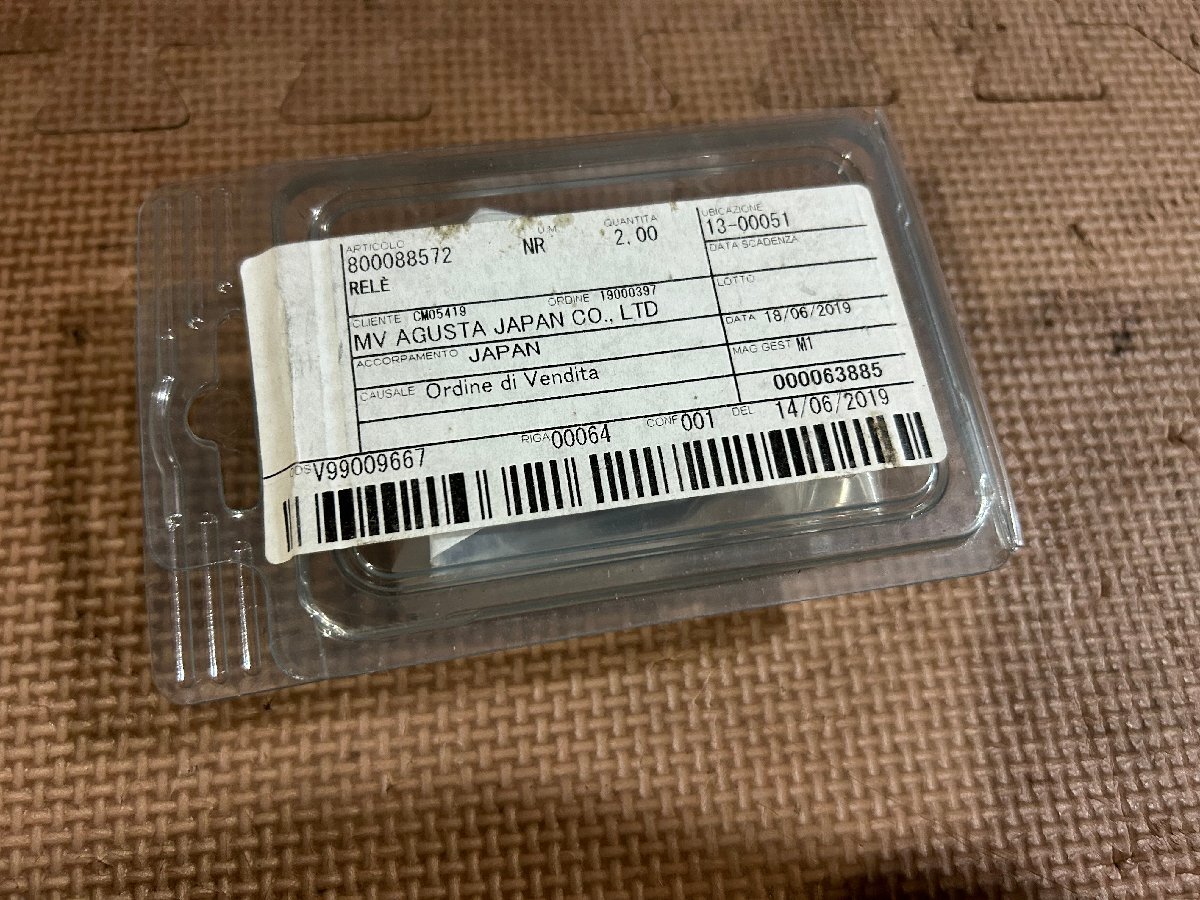 ARTICOLO U.M. QUANTITA UBICAZIONE
800088572 NR 2.00 13-00051
RELÈ DATA SCADENZA
CLIENTE CM05419 ORDINE 19000397 LOTTO
MV AGUSTA JAPAN CO., LTD
ACCORPAMENTO JAPAN DATA 18/06/2019
CAUSALE Ordine di Vendita MAG GEST M1
000063885
IDS V99009667 RIGA 00064 CONF 001 DEL 14/06/2019